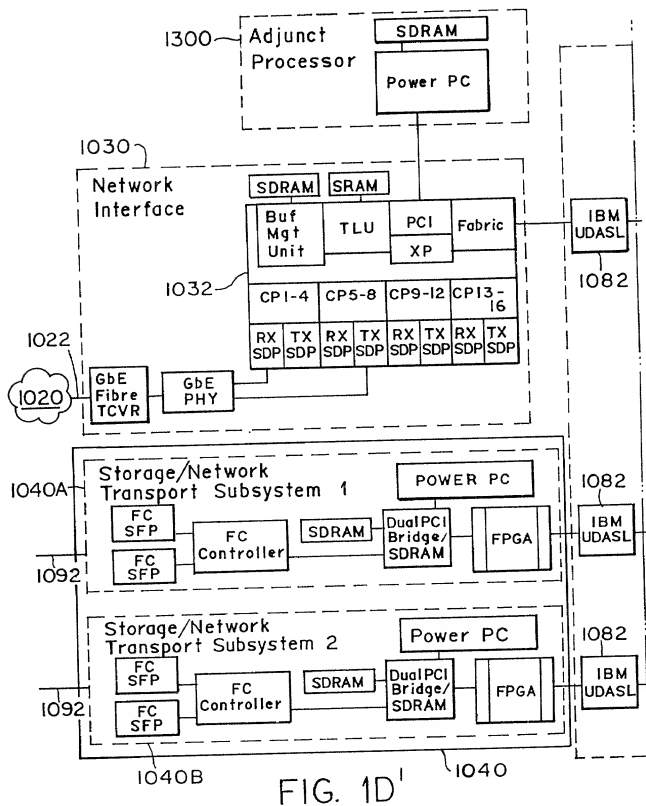 1300
Adjunct
Processor
SDRAM
Power PC
1030
Network
Interface
SDRAM
SRAM
Buf
Mgt
Unit
TLU
PCI
XP
Fabric
IBM
UDASL
1082
1032
CP1-4
CP5-8
CP9-12
CP13-
16
RX
SDP
TX
SDP
RX
SDP
TX
SDP
RX
SDP
TX
SDP
RX
SDP
TX
SDP
1022
1020
GbE
Fibre
TCVR
GbE
PHY
1040A
Storage/Network
Transport Subsystem 1
POWER PC
1082
FC
SFP
FC
SFP
FC
Controller
SDRAM
DualPCI
Bridge/
SDRAM
FPGA
IBM
UDASL
1092
Storage/Network
Transport Subsystem 2
Power PC
1082
FC
SFP
FC
SFP
FC
Controller
SDRAM
DualPCI
Bridge/
SDRAM
FPGA
IBM
UDASL
1092
1040B
1040
FIG. 1D'